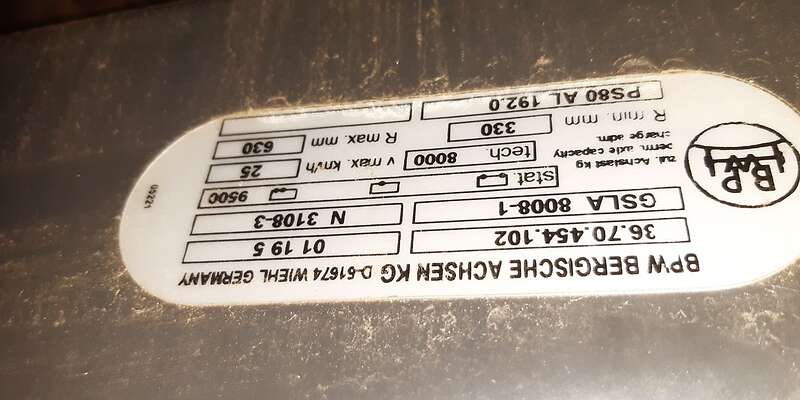 BPW BERGISCHE ACHSEN KG D-51674 WIEHL GERMANY
36.70.454.102 01 19 5
GSLA 8008-1 N 3108-3
stat. 9500
zul. Achslast kg
perm. axle capacity
charge adm.
tech. 8000 v max. km/h 25
R min. mm 330 R max. mm 630
PS80 AL 192.0
BPW